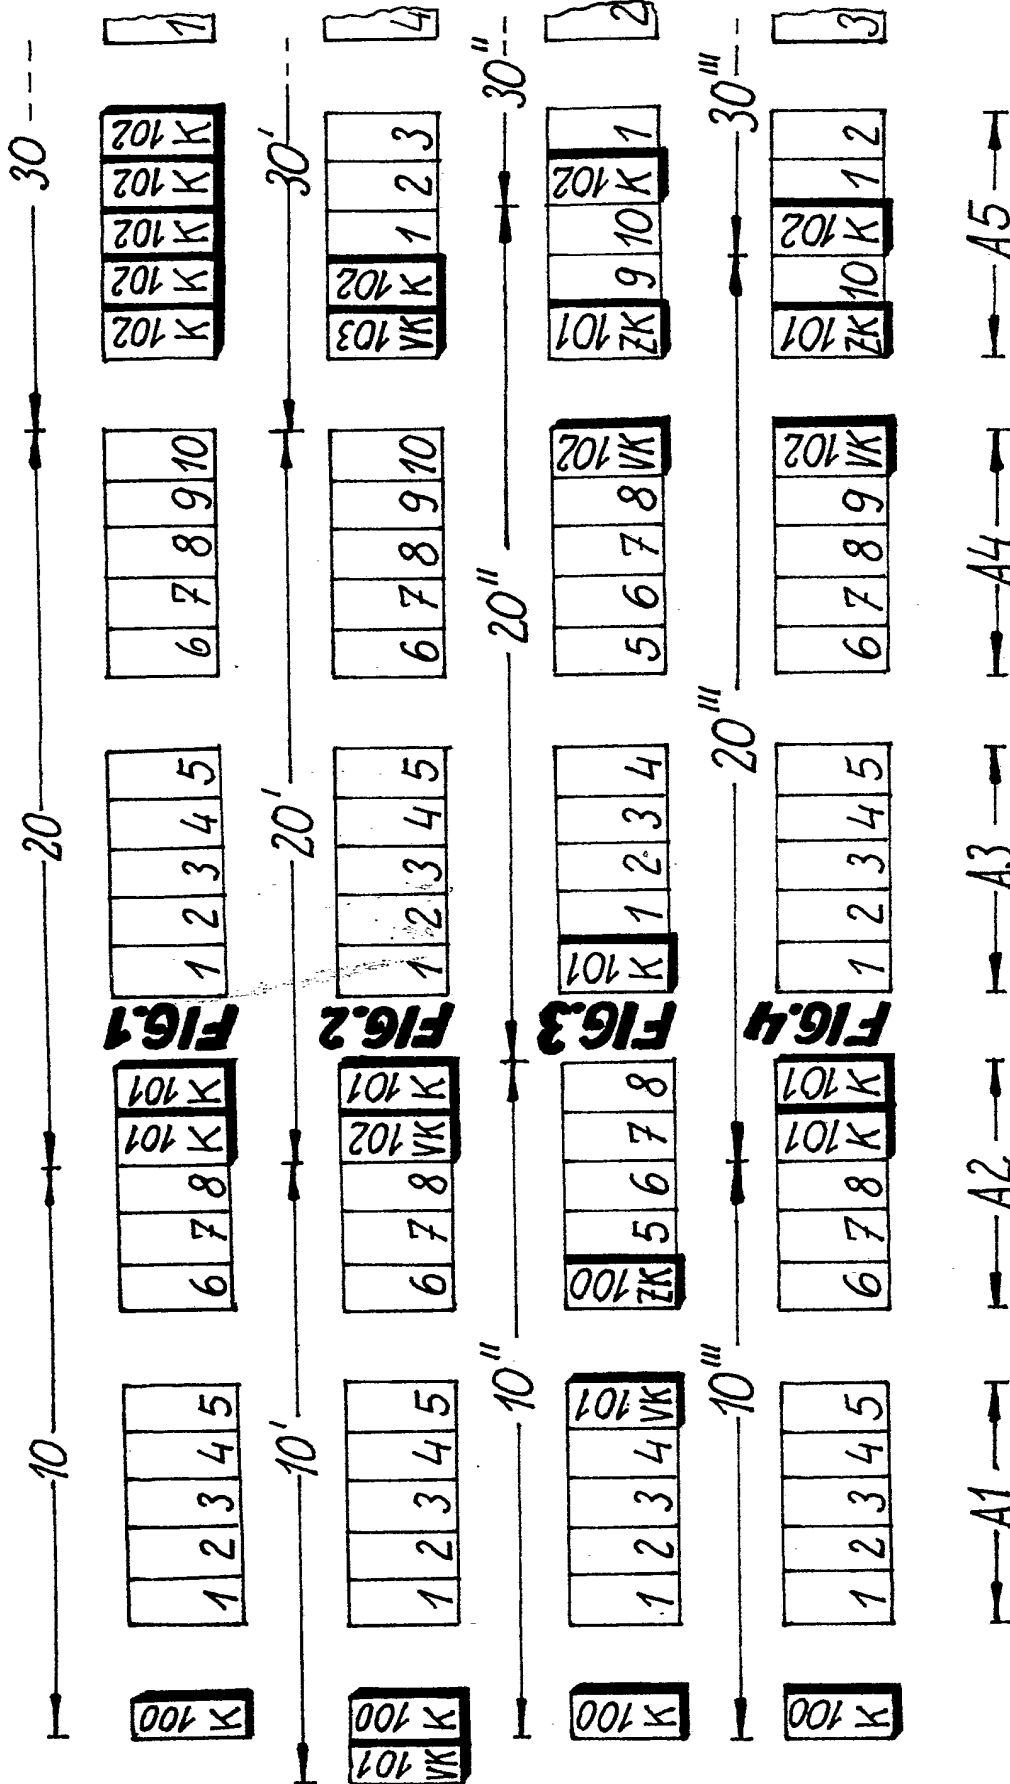 10 20 30
100 101 101 102 102 102 102 102
K 1 2 3 4 5 6 7 8 K K FIG.1 1 2 3 4 5 6 7 8 9 10 K K K K K 1
10' 20' 30'
101 100 102 101 103 102
VK K 1 2 3 4 5 6 7 8 VK K FIG.2 1 2 3 4 5 6 7 8 9 10 VK K 1 2 3 4
10'' 20'' 30''
100 101 100 101 102 101 102
K 1 2 3 4 VK ZK 5 6 7 8 FIG.3 K 1 2 3 4 5 6 7 8 VK ZK 9 10 K 1 2
10''' 20''' 30'''
100 101 101 102 101 102
K 1 2 3 4 5 6 7 8 K K FIG.4 1 2 3 4 5 6 7 8 9 VK ZK 10 K 1 2 3
A1 A2 A3 A4 A5